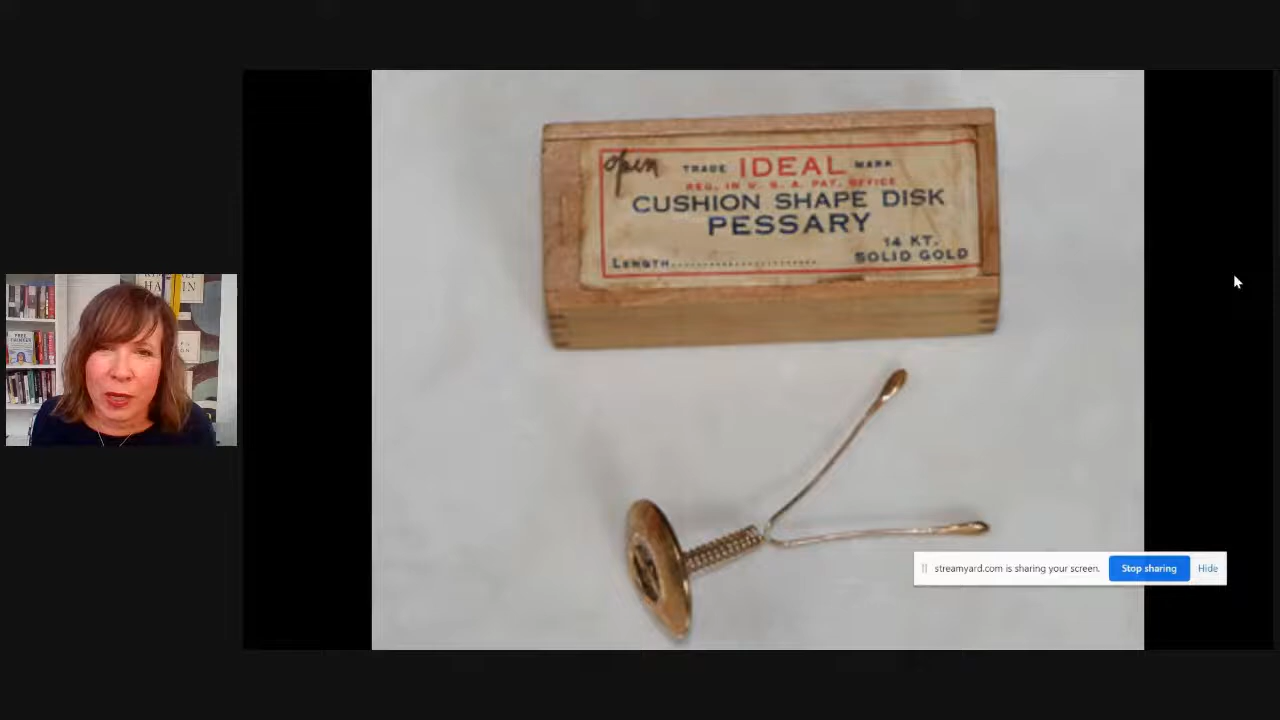 open
TRADE IDEAL MARK
REG. IN U. S. A. PAT. OFFICE
CUSHION SHAPE DISK
PESSARY
14 KT.
LENGTH........................ SOLID GOLD
streamyard.com is sharing your screen. Stop sharing Hide